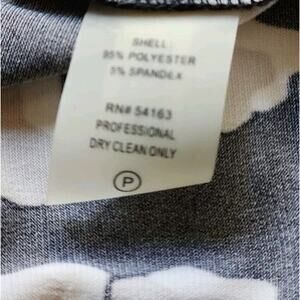 SHELL:
95% POLYESTER
5% SPANDEX
RN# 54163
PROFESSIONAL
DRY CLEAN ONLY
P